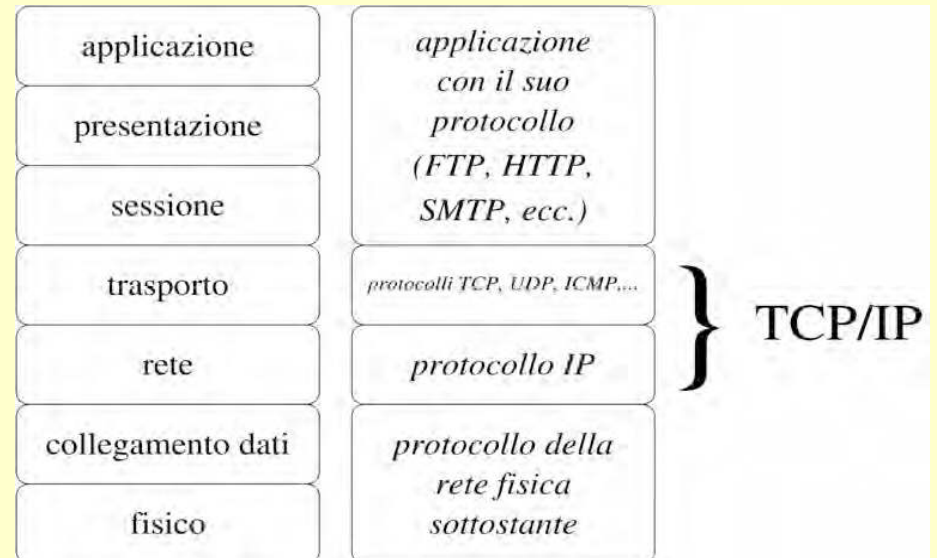 applicazione
presentazione
sessione
trasporto
rete
collegamento dati
fisico
applicazione
con il suo
protocollo
(FTP, HTTP,
SMTP, ecc.)
protocolli TCP, UDP, ICMP,...
protocollo IP
protocollo della
rete fisica
sottostante
} TCP/IP